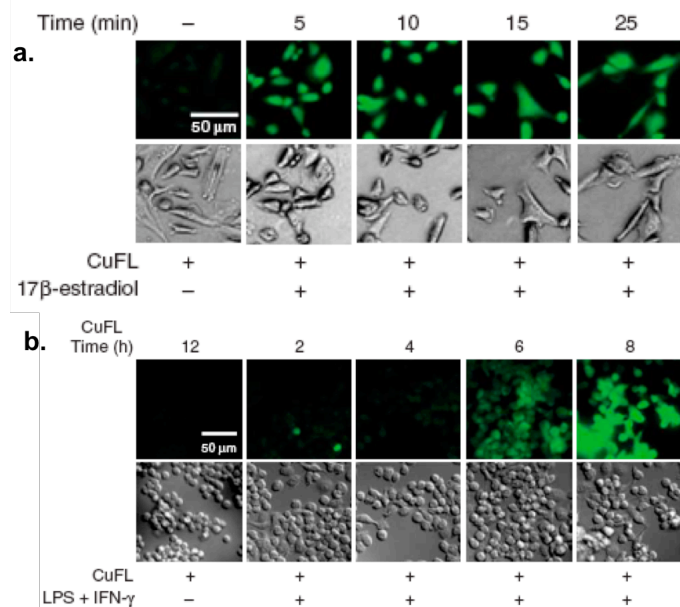 Time (min) – 5 10 15 25
a.
50 µm
CuFL + + + + +
17β-estradiol – + + + +
CuFL
b.
Time (h) 12 2 4 6 8
50 µm
CuFL + + + + +
LPS + IFN-γ – + + + +